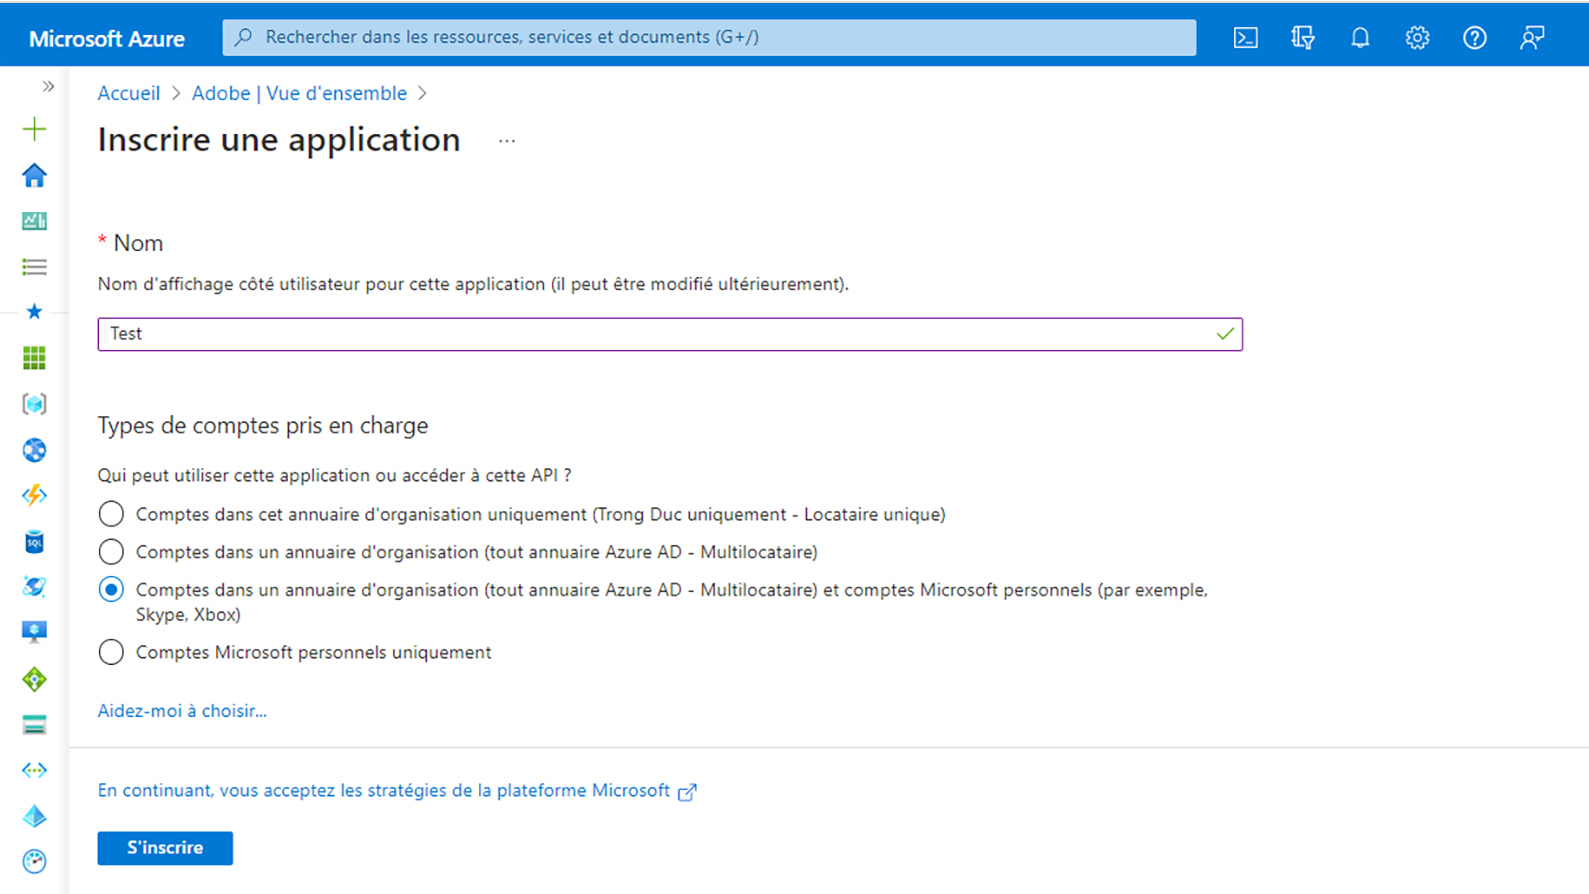 Microsoft Azure
Rechercher dans les ressources, services et documents (G+/)
Accueil > Adobe | Vue d'ensemble >
Inscrire une application ...
* Nom
Nom d'affichage côté utilisateur pour cette application (il peut être modifié ultérieurement).
Test
Types de comptes pris en charge
Qui peut utiliser cette application ou accéder à cette API ?
Comptes dans cet annuaire d'organisation uniquement (Trong Duc uniquement - Locataire unique)
Comptes dans un annuaire d'organisation (tout annuaire Azure AD - Multilocataire)
Comptes dans un annuaire d'organisation (tout annuaire Azure AD - Multilocataire) et comptes Microsoft personnels (par exemple,
Skype, Xbox)
Comptes Microsoft personnels uniquement
Aidez-moi à choisir...
En continuant, vous acceptez les stratégies de la plateforme Microsoft
S'inscrire
SQL